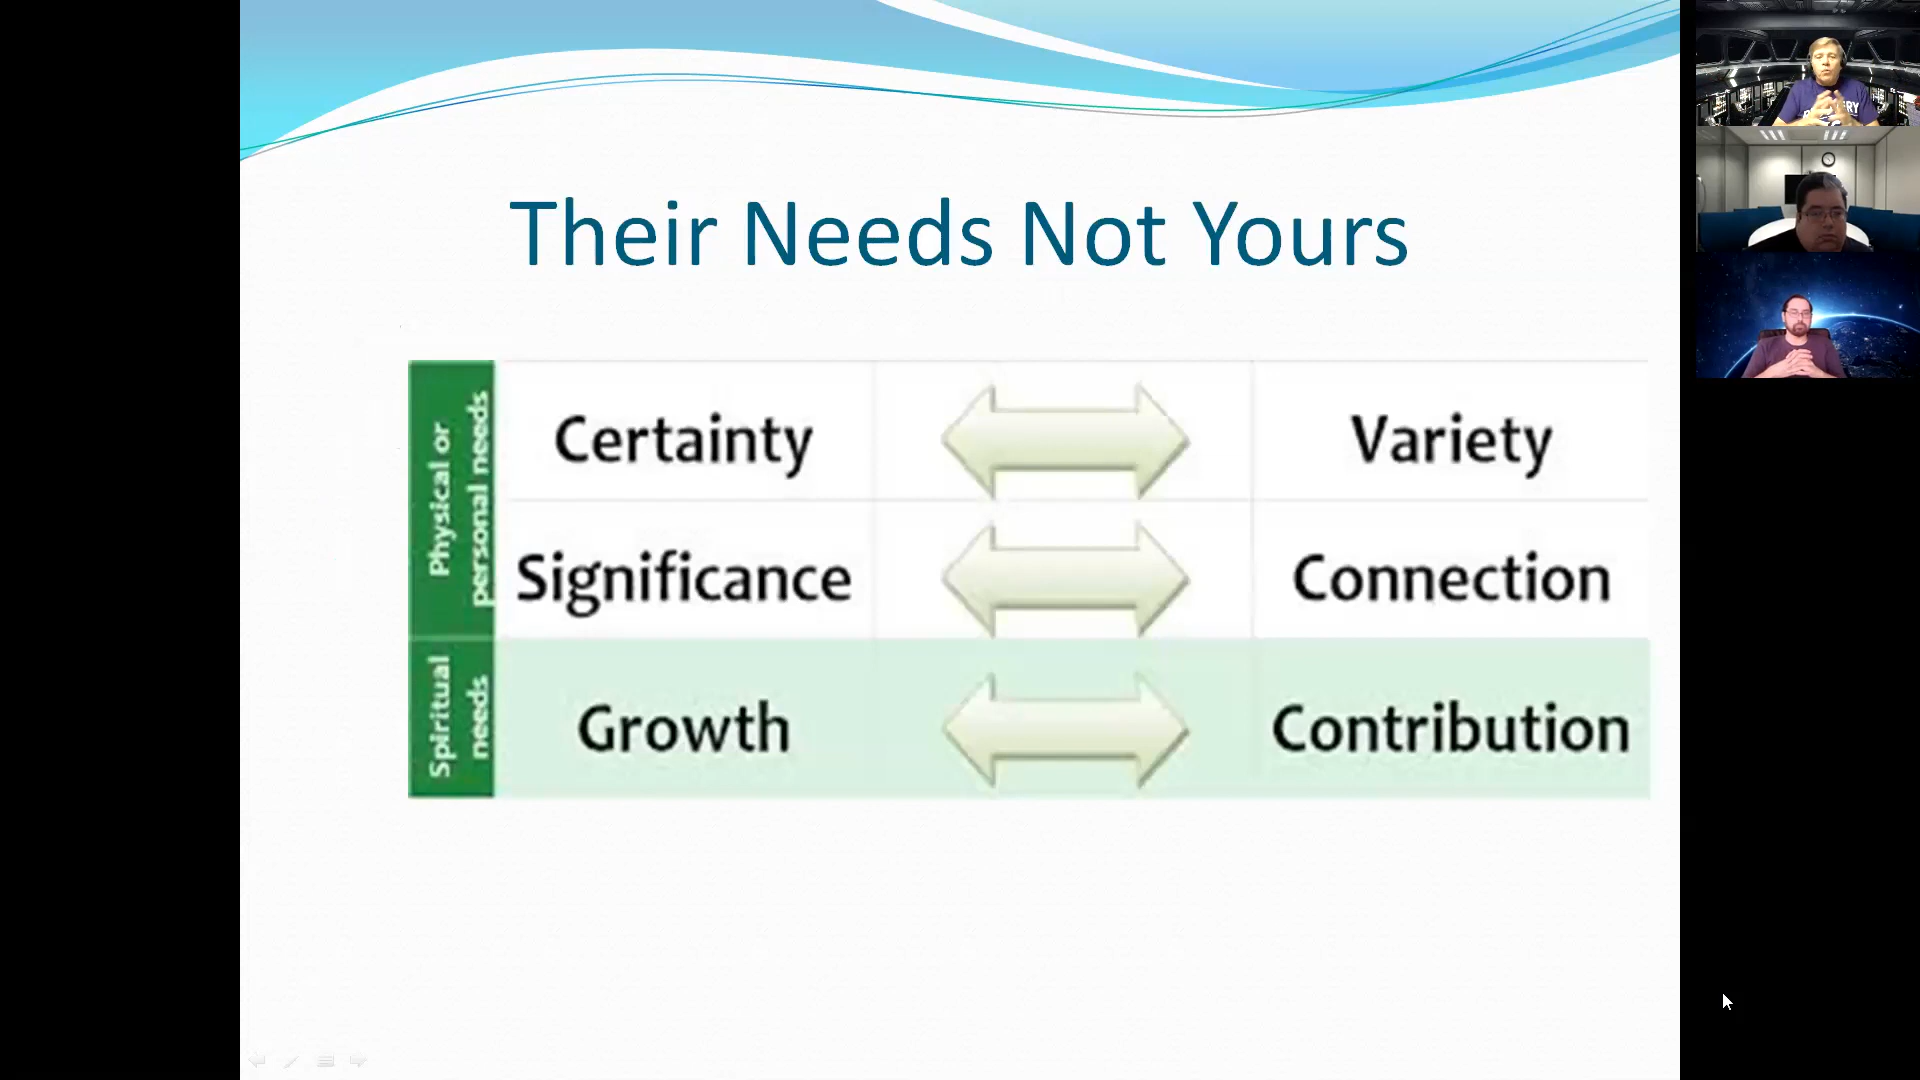 Their Needs Not Yours
Physical or
personal needs
Certainty
Variety
Significance
Connection
Spiritual
needs
Growth
Contribution